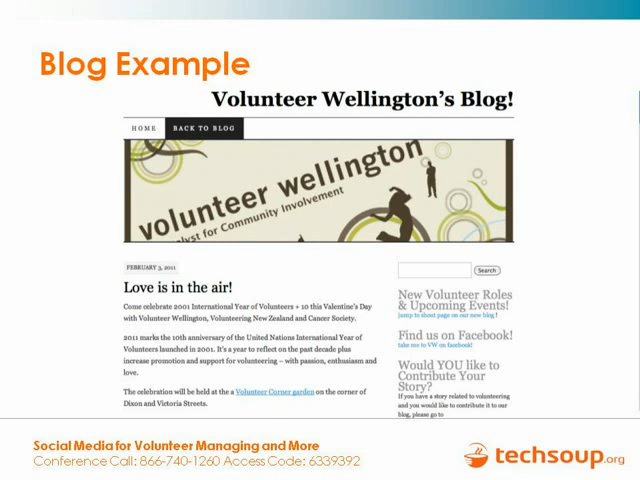 Blog Example
Volunteer Wellington's Blog!
HOME
BACK TO BLOG
volunteer wellington
alyst for Community Involvement
FEBRUARY 3, 2011
Search
Love is in the air!
Come celebrate 2001 International Year of Volunteers + 10 this Valentine's Day
with Volunteer Wellington, Volunteering New Zealand and Cancer Society.
2011 marks the 10th anniversary of the United Nations International Year of
Volunteers launched in 2001. It's a year to reflect on the past decade plus
increase promotion and support for volunteering – with passion, enthusiasm and
love.
The celebration will be held at the a Volunteer Corner garden on the corner of
Dixon and Victoria Streets.
New Volunteer Roles
& Upcoming Events!
jump to situs page on our new blog !
Find us on Facebook!
take me to VW on facebook!
Would YOU like to
Contribute Your
Story?
If you have a story related to volunteering
and you would like to contribute it to our
blog, please go to
Social Media for Volunteer Managing and More
Conference Call: 866-740-1260 Access Code: 6339392
techsoup.org